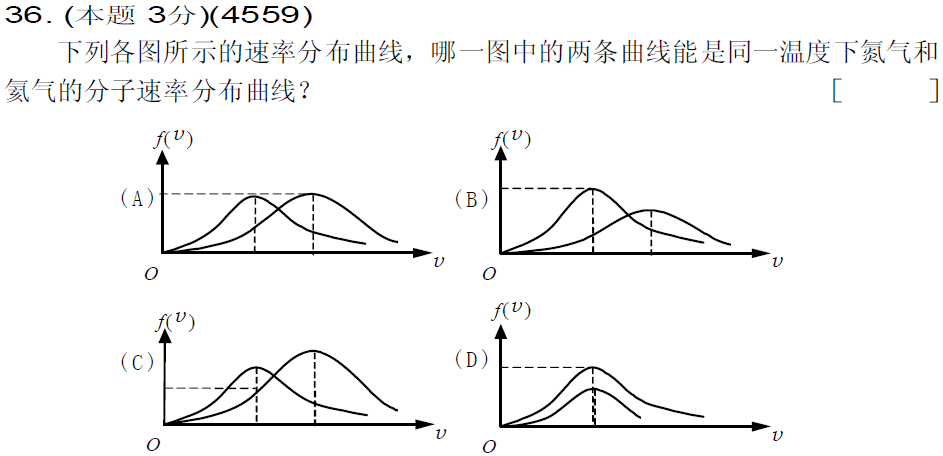 36. (本题 3分)(4559)
下列各图所示的速率分布曲线，哪一图中的两条曲线能是同一温度下氮气和
氦气的分子速率分布曲线？ [ ]
f(υ)
(A)
O
υ
f(υ)
(B)
O
υ
f(υ)
(C)
O
υ
f(υ)
(D)
O
υ